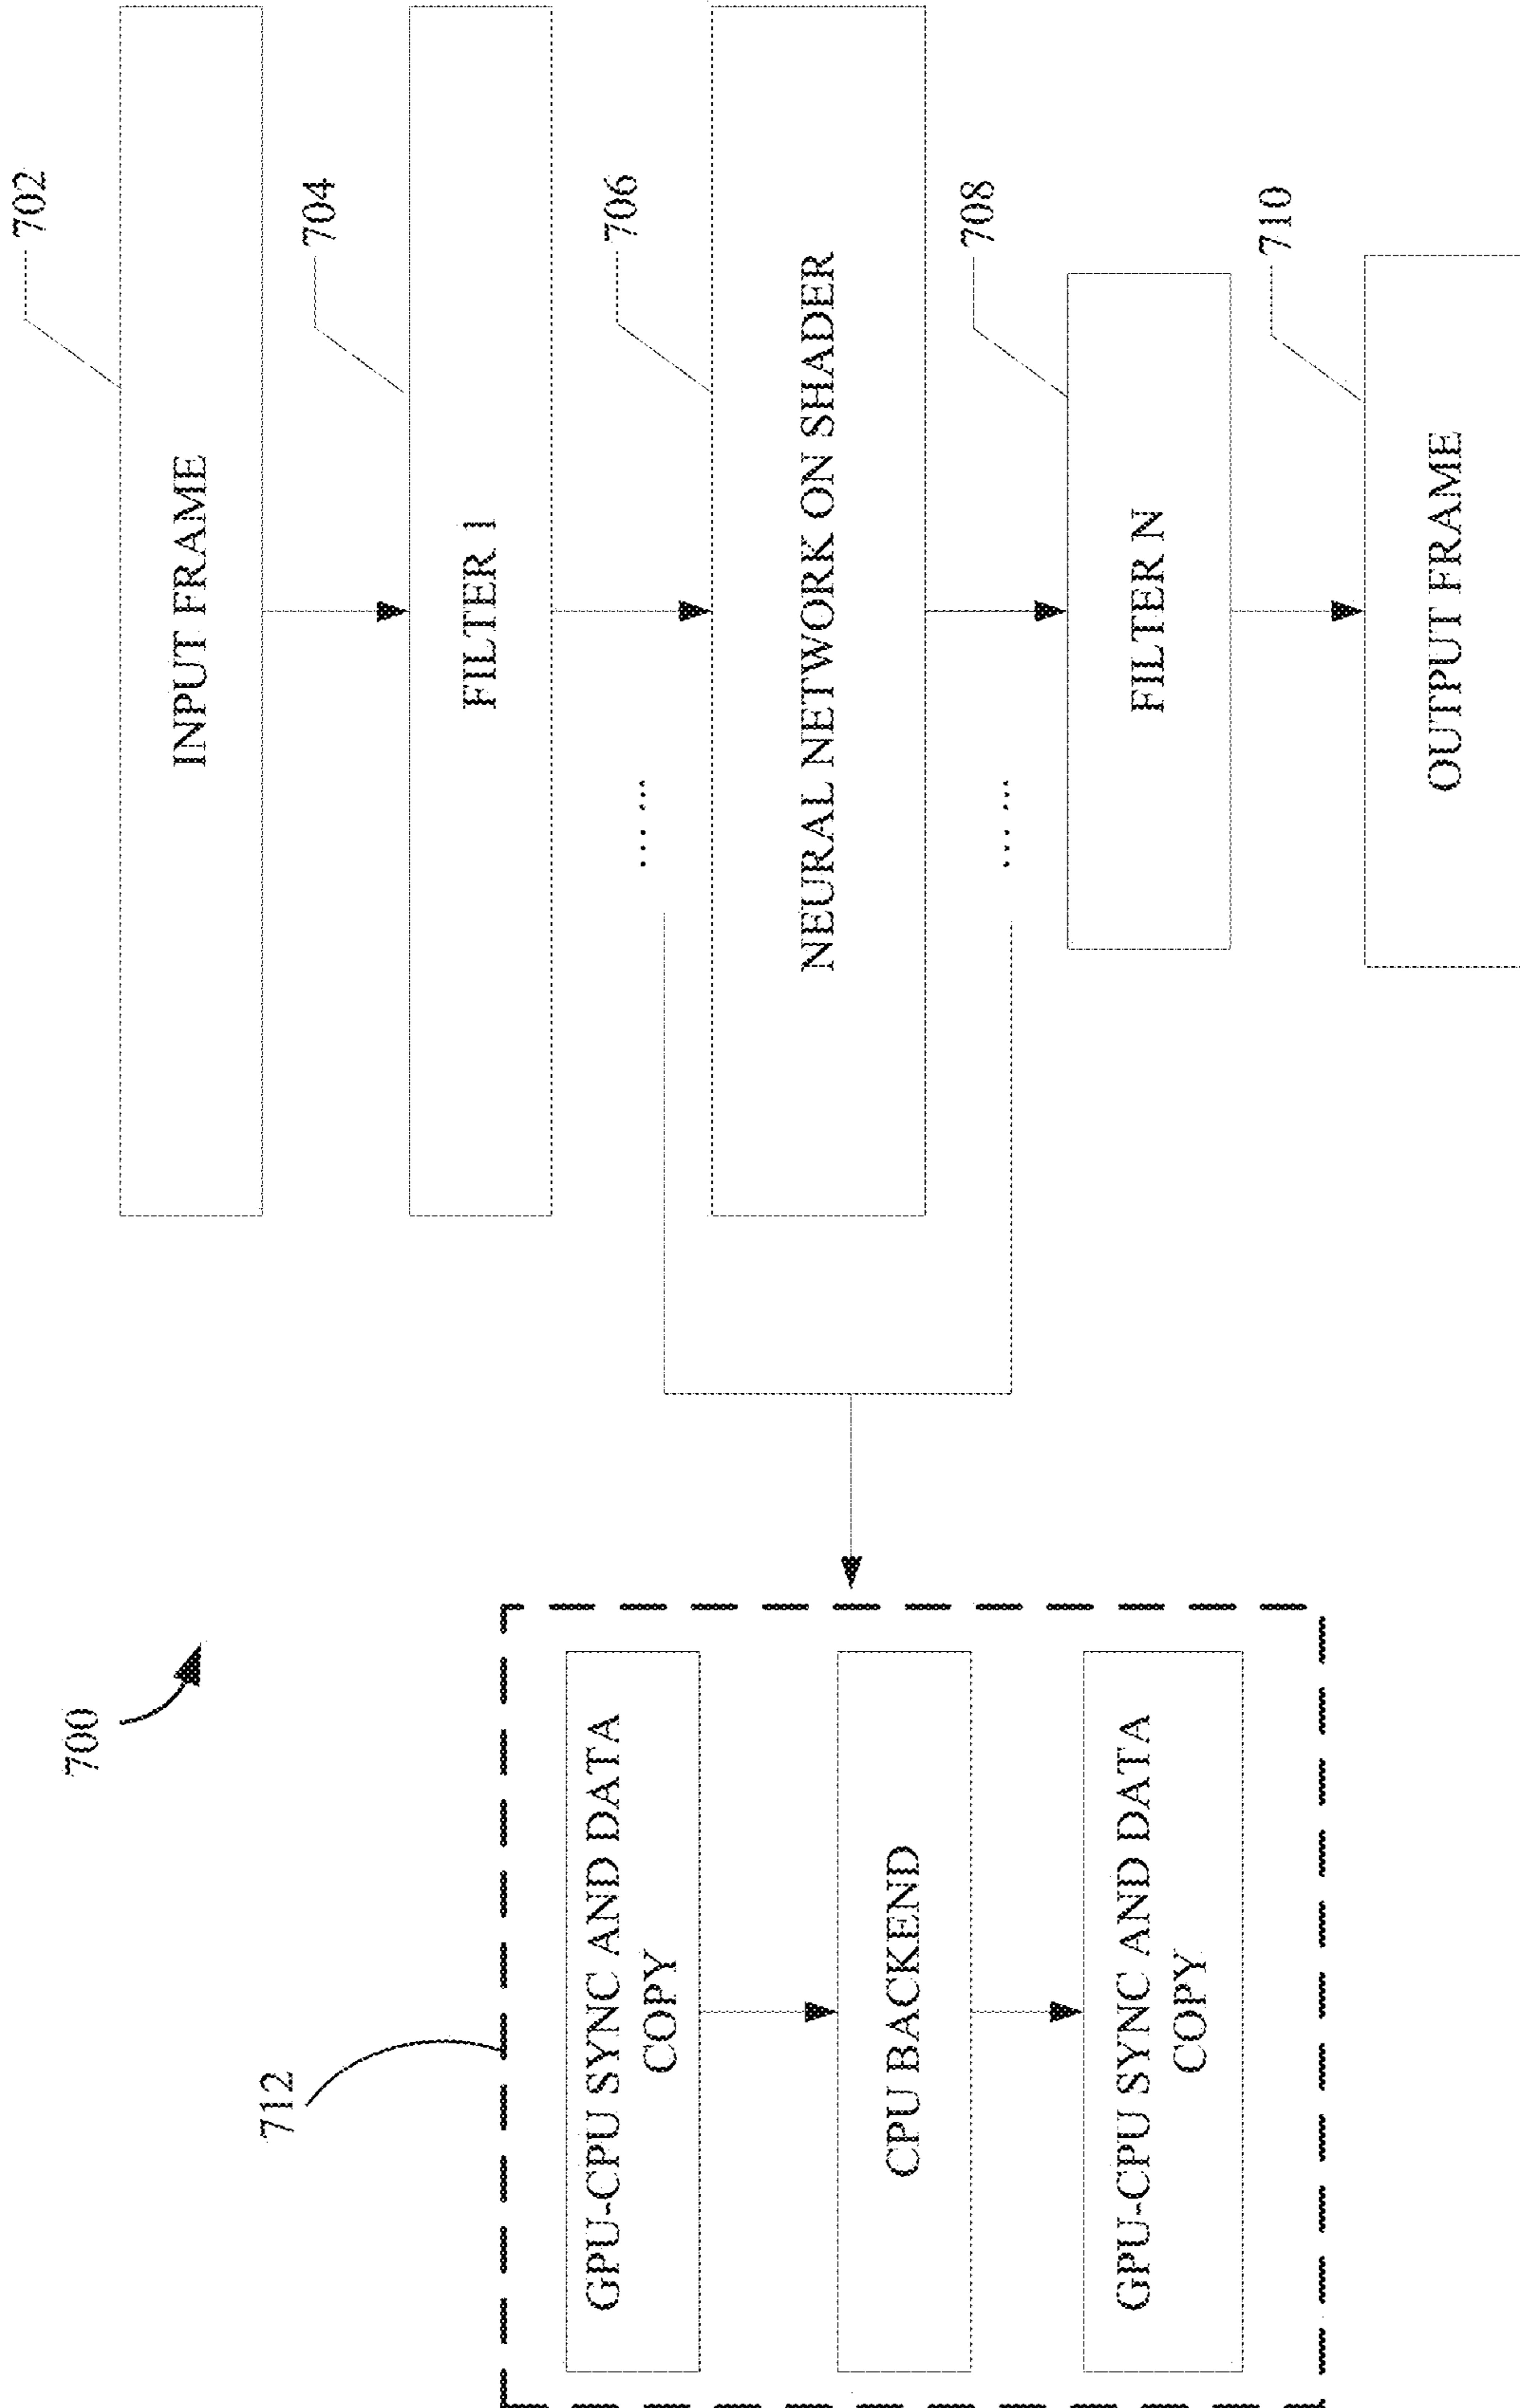 700
702
INPUT FRAME
704
FILTER 1
... ...
706
NEURAL NETWORK ON SHADER
... ...
708
FILTER N
710
OUTPUT FRAME
712
GPU-CPU SYNC AND DATA
COPY
CPU BACKEND
GPU-CPU SYNC AND DATA
COPY